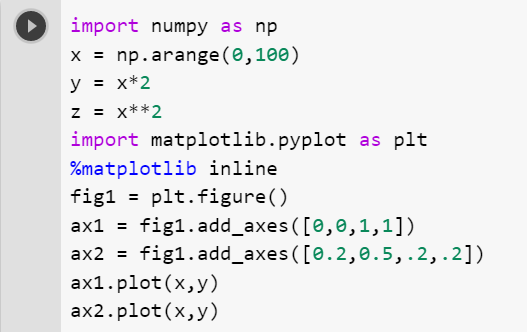 import numpy as np
x = np.arange(0,100)
y = x*2
z = x**2
import matplotlib.pyplot as plt
%matplotlib inline
fig1 = plt.figure()
ax1 = fig1.add_axes([0,0,1,1])
ax2 = fig1.add_axes([0.2,0.5,.2,.2])
ax1.plot(x,y)
ax2.plot(x,y)